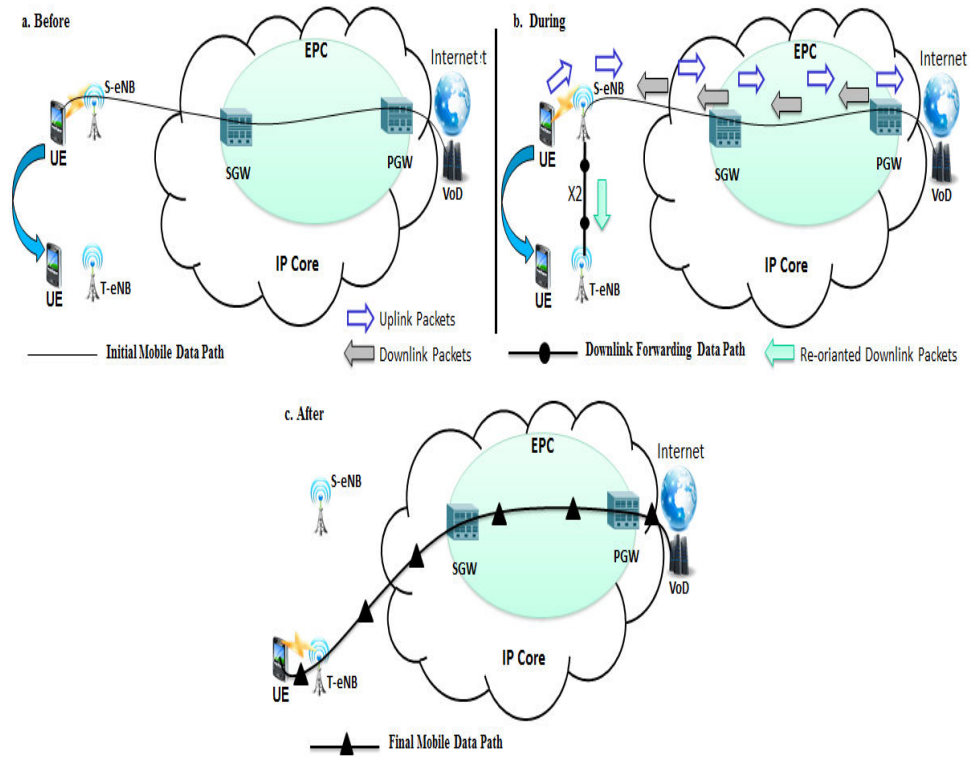 a. Before
EPC
Internet
S-eNB
UE
SGW
PGW
VoD
UE
T-eNB
IP Core
Uplink Packets
Downlink Packets
Initial Mobile Data Path
b. During
EPC
Internet
S-eNB
UE
SGW
PGW
VoD
X2
UE
T-eNB
IP Core
Downlink Forwarding Data Path
Re-orianted Downlink Packets
c. After
EPC
Internet
S-eNB
SGW
PGW
VoD
UE
T-eNB
IP Core
Final Mobile Data Path